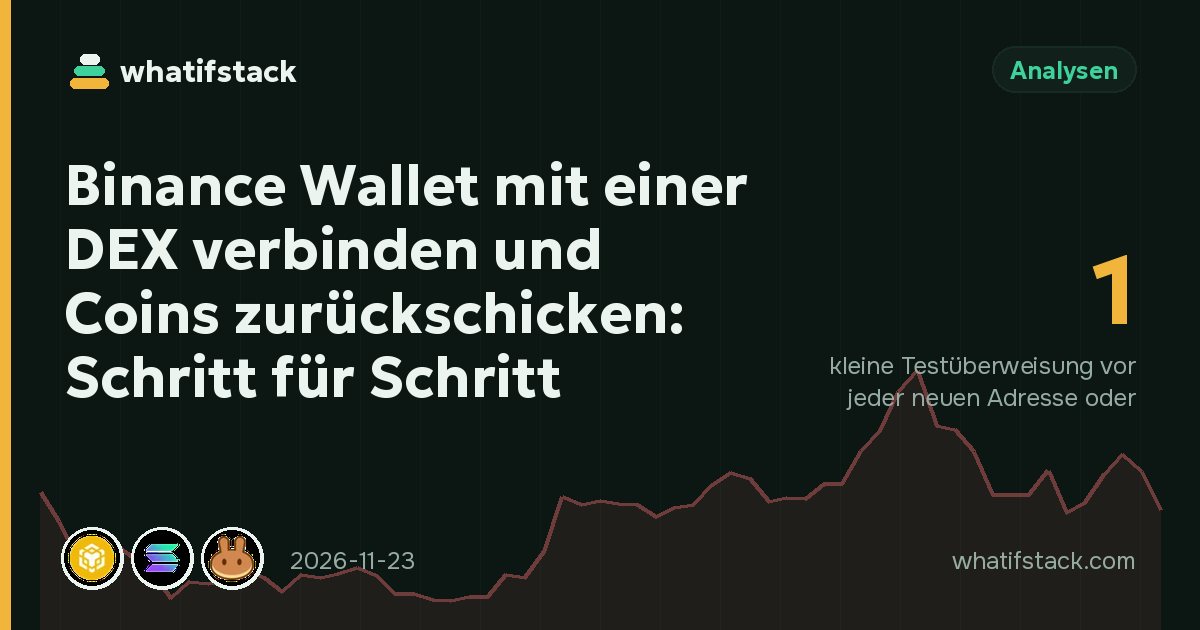 whatifstack
Analysen
Binance Wallet mit einer
DEX verbinden und
Coins zurückschicken:
Schritt für Schritt
1
kleine Testüberweisung vor
jeder neuen Adresse oder
2026-11-23
whatifstack.com